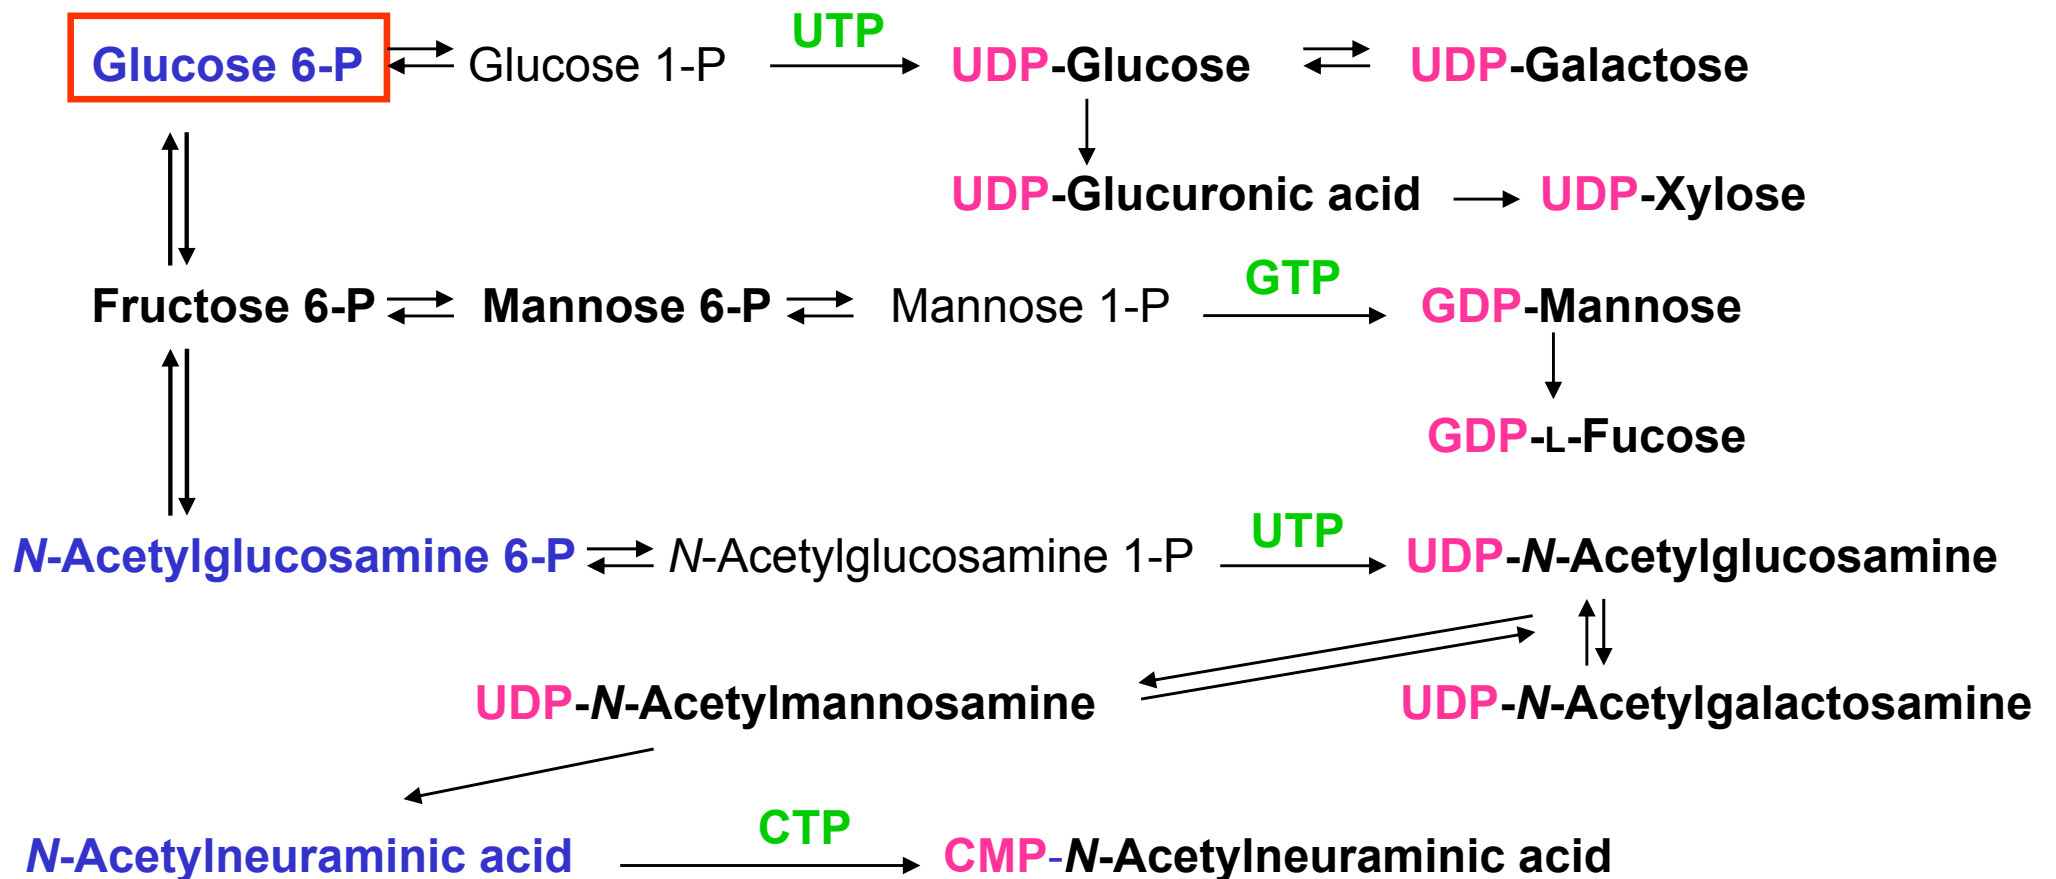 UTP
Glucose 6-P Glucose 1-P UDP-Glucose UDP-Galactose
UDP-Glucuronic acid UDP-Xylose
GTP
Fructose 6-P Mannose 6-P Mannose 1-P GDP-Mannose
GDP-L-Fucose
UTP
N-Acetylglucosamine 6-P N-Acetylglucosamine 1-P UDP-N-Acetylglucosamine
UDP-N-Acetylmannosamine UDP-N-Acetylgalactosamine
CTP
N-Acetylneuraminic acid CMP-N-Acetylneuraminic acid